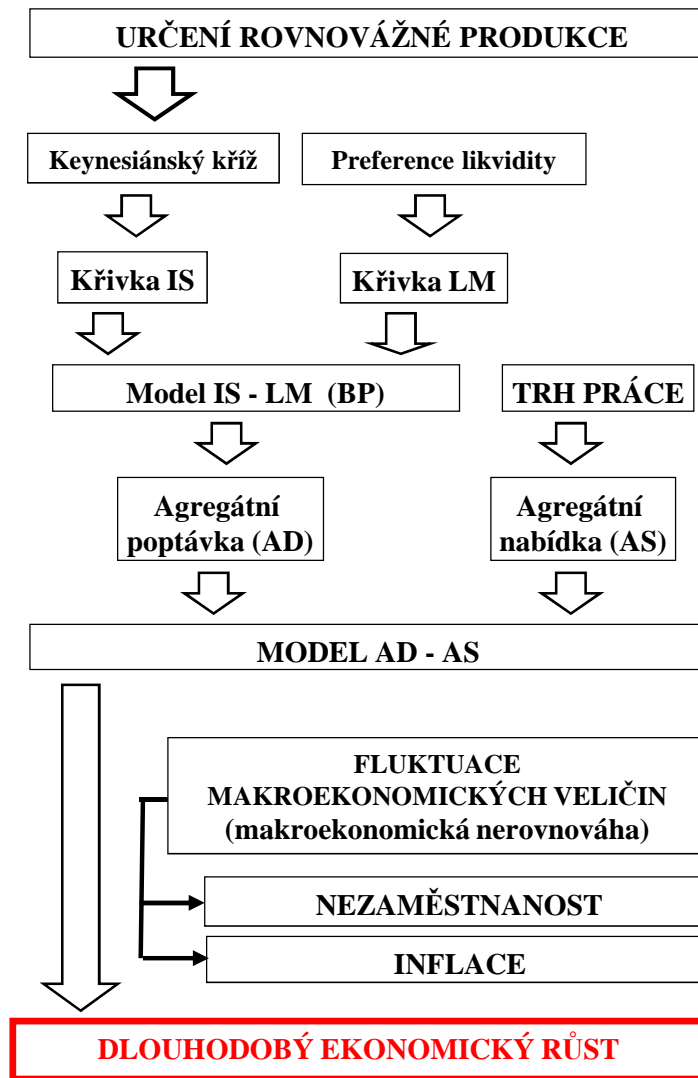 URČENÍ ROVNOVÁŽNÉ PRODUKCE
Keynesiánský kříž
Preference likvidity
Křivka IS
Křivka LM
Model IS - LM (BP)
TRH PRÁCE
Agregátní
poptávka (AD)
Agregátní
nabídka (AS)
MODEL AD - AS
FLUKTUACE
MAKROEKONOMICKÝCH VELIČIN
(makroekonomická nerovnováha)
NEZAMĚSTNANOST
INFLACE
DLOUHODOBÝ EKONOMICKÝ RŮST